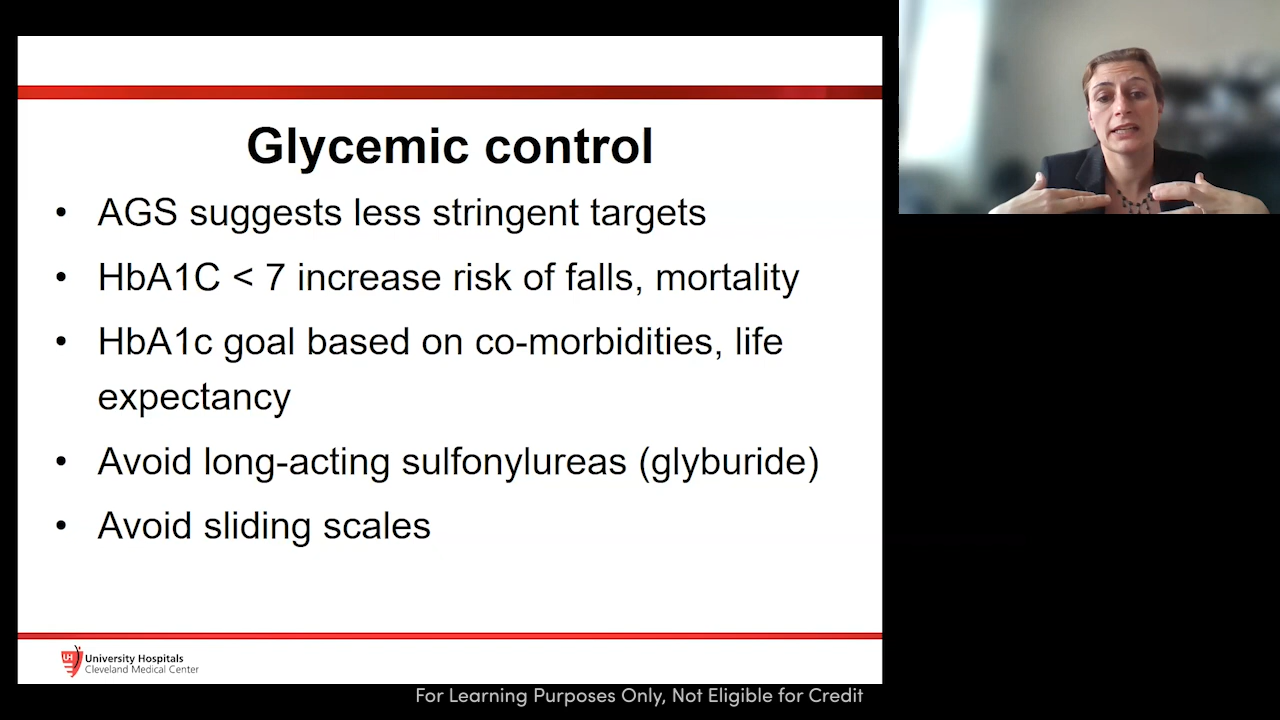 Glycemic control
• AGS suggests less stringent targets
• HbA1C < 7 increase risk of falls, mortality
• HbA1c goal based on co-morbidities, life
expectancy
• Avoid long-acting sulfonylureas (glyburide)
• Avoid sliding scales
UH
University Hospitals
Cleveland Medical Center
For Learning Purposes Only, Not Eligible for Credit